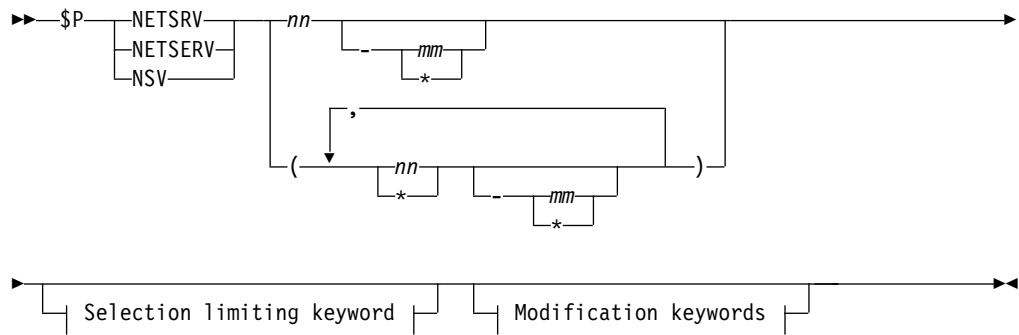 $P NETSRV nn - mm
NETSERV *
NSV
,
( nn - mm )
* *
Selection limiting keyword Modification keywords